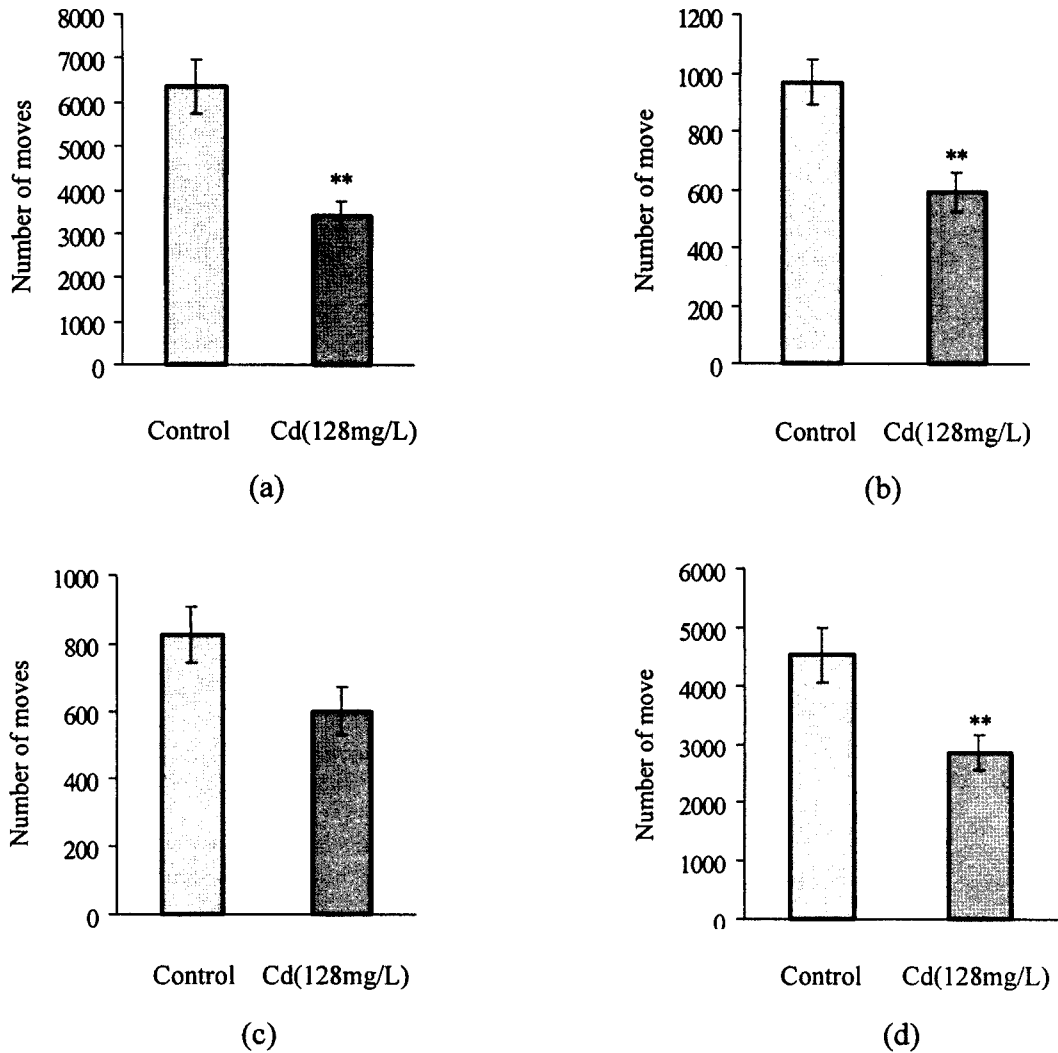 Number of moves
8000
7000
6000
5000
4000
3000
2000
1000
0
**
Control Cd(128mg/L)
(a)
Number of move
1200
1000
800
600
400
200
0
**
Control Cd(128mg/L)
(b)
Number of moves
1000
800
600
400
200
0
Control Cd(128mg/L)
(c)
Number of move
6000
5000
4000
3000
2000
1000
0
**
Control Cd(128mg/L)
(d)